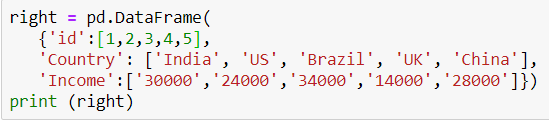 right = pd.DataFrame(
{'id':[1,2,3,4,5],
'Country': ['India', 'US', 'Brazil', 'UK', 'China'],
'Income':['30000','24000','34000','14000','28000']})
print (right)